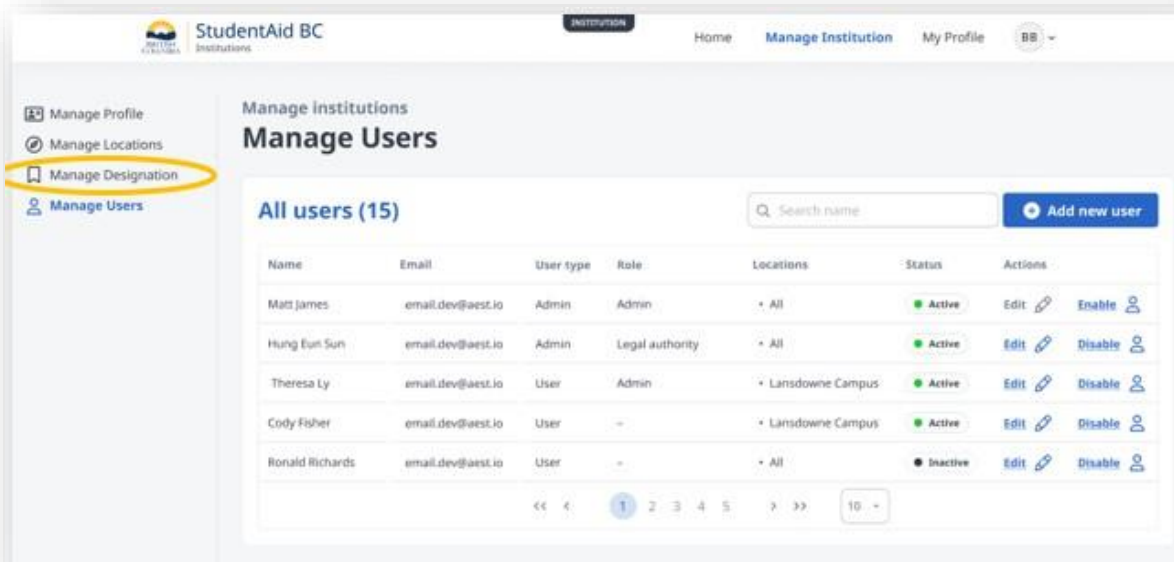 StudentAid BC
BRITISH COLUMBIA
Institutions
INSTITUTION
Home Manage Institution My Profile BB
Manage Profile
Manage Locations
Manage Designation
Manage Users
Manage institutions
Manage Users
All users (15)
Search name
Add new user
Name Email User type Role Locations Status Actions
Matt James email.dev@aest.io Admin Admin • All Active Edit Enable
Hung Eun Sun email.dev@aest.io Admin Legal authority • All Active Edit Disable
Theresa Ly email.dev@aest.io User Admin • Lansdowne Campus Active Edit Disable
Cody Fisher email.dev@aest.io User – • Lansdowne Campus Active Edit Disable
Ronald Richards email.dev@aest.io User – • All Inactive Edit Disable
<< < 1 2 3 4 5 > >> 10